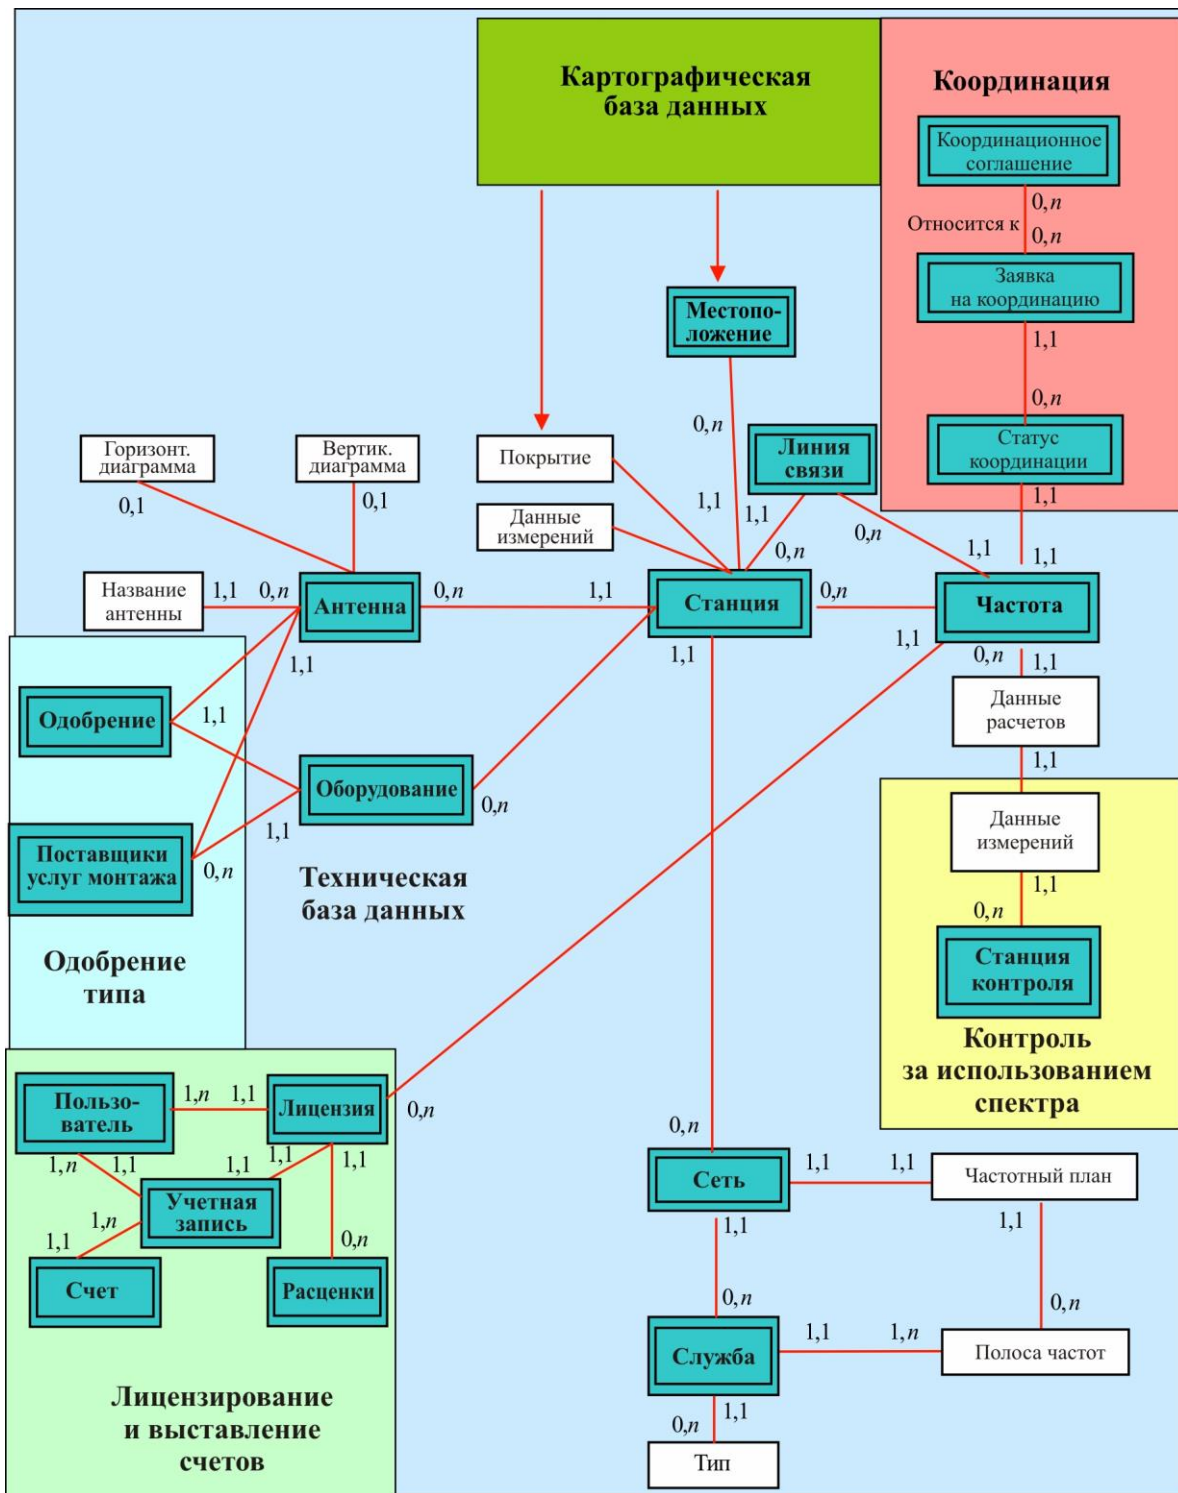 Картографическая
база данных
Координация
Координационное
соглашение
0,n
Относится к
0,n
Заявка
на координацию
1,1
0,n
Статус
координации
1,1
1,1
Местопо-
ложение
0,n
1,1
Линия
связи
1,1
0,n
0,n
1,1
Покрытие
Данные
измерений
Горизонт.
диаграмма
0,1
Вертик.
диаграмма
0,1
Название
антенны
1,1
0,n
Антенна
0,n
1,1
Станция
0,n
1,1
Частота
0,n
1,1
1,1
1,1
Данные
расчетов
1,1
Одобрение
1,1
Оборудование
0,n
1,1
Поставщики
услуг монтажа
0,n
Техническая
база данных
Одобрение
типа
Данные
измерений
1,1
0,n
Станция
контроля
Контроль
за использованием
спектра
Пользо-
ватель
1,n
1,1
Лицензия
0,n
1,n
1,1
1,1
1,1
1,1
Учетная
запись
1,n
1,1
0,n
Счет
Расценки
Лицензирование
и выставление
счетов
0,n
Сеть
1,1
1,1
Частотный план
1,1
1,1
0,n
0,n
Служба
1,1
1,n
Полоса частот
1,1
0,n
Тип